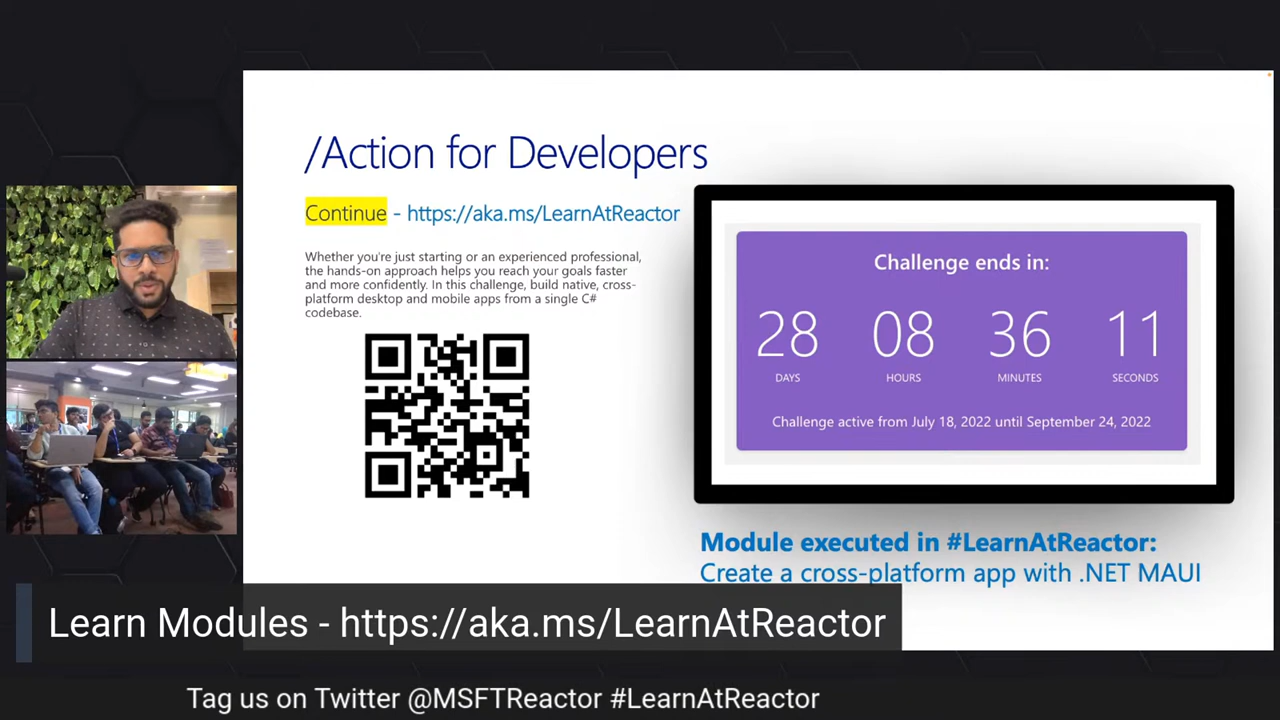 /Action for Developers
Continue - https://aka.ms/LearnAtReactor
Whether you're just starting or an experienced professional,
the hands-on approach helps you reach your goals faster
and more confidently. In this challenge, build native, cross-
platform desktop and mobile apps from a single C#
codebase.
Challenge ends in:
28 08 36 11
DAYS HOURS MINUTES SECONDS
Challenge active from July 18, 2022 until September 24, 2022
Module executed in #LearnAtReactor:
Create a cross-platform app with .NET MAUI
Learn Modules - https://aka.ms/LearnAtReactor
Tag us on Twitter @MSFTReactor #LearnAtReactor